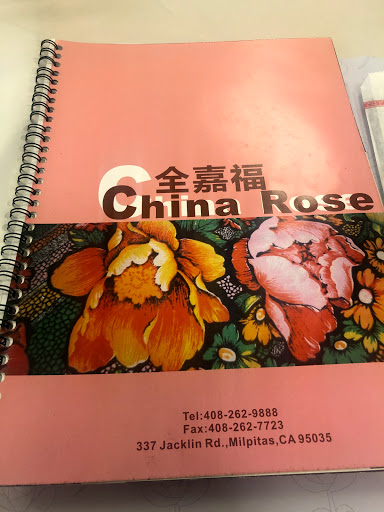 全嘉福
China Rose
Tel:408-262-9888
Fax:408-262-7723
337 Jacklin Rd.,Milpitas,CA 95035